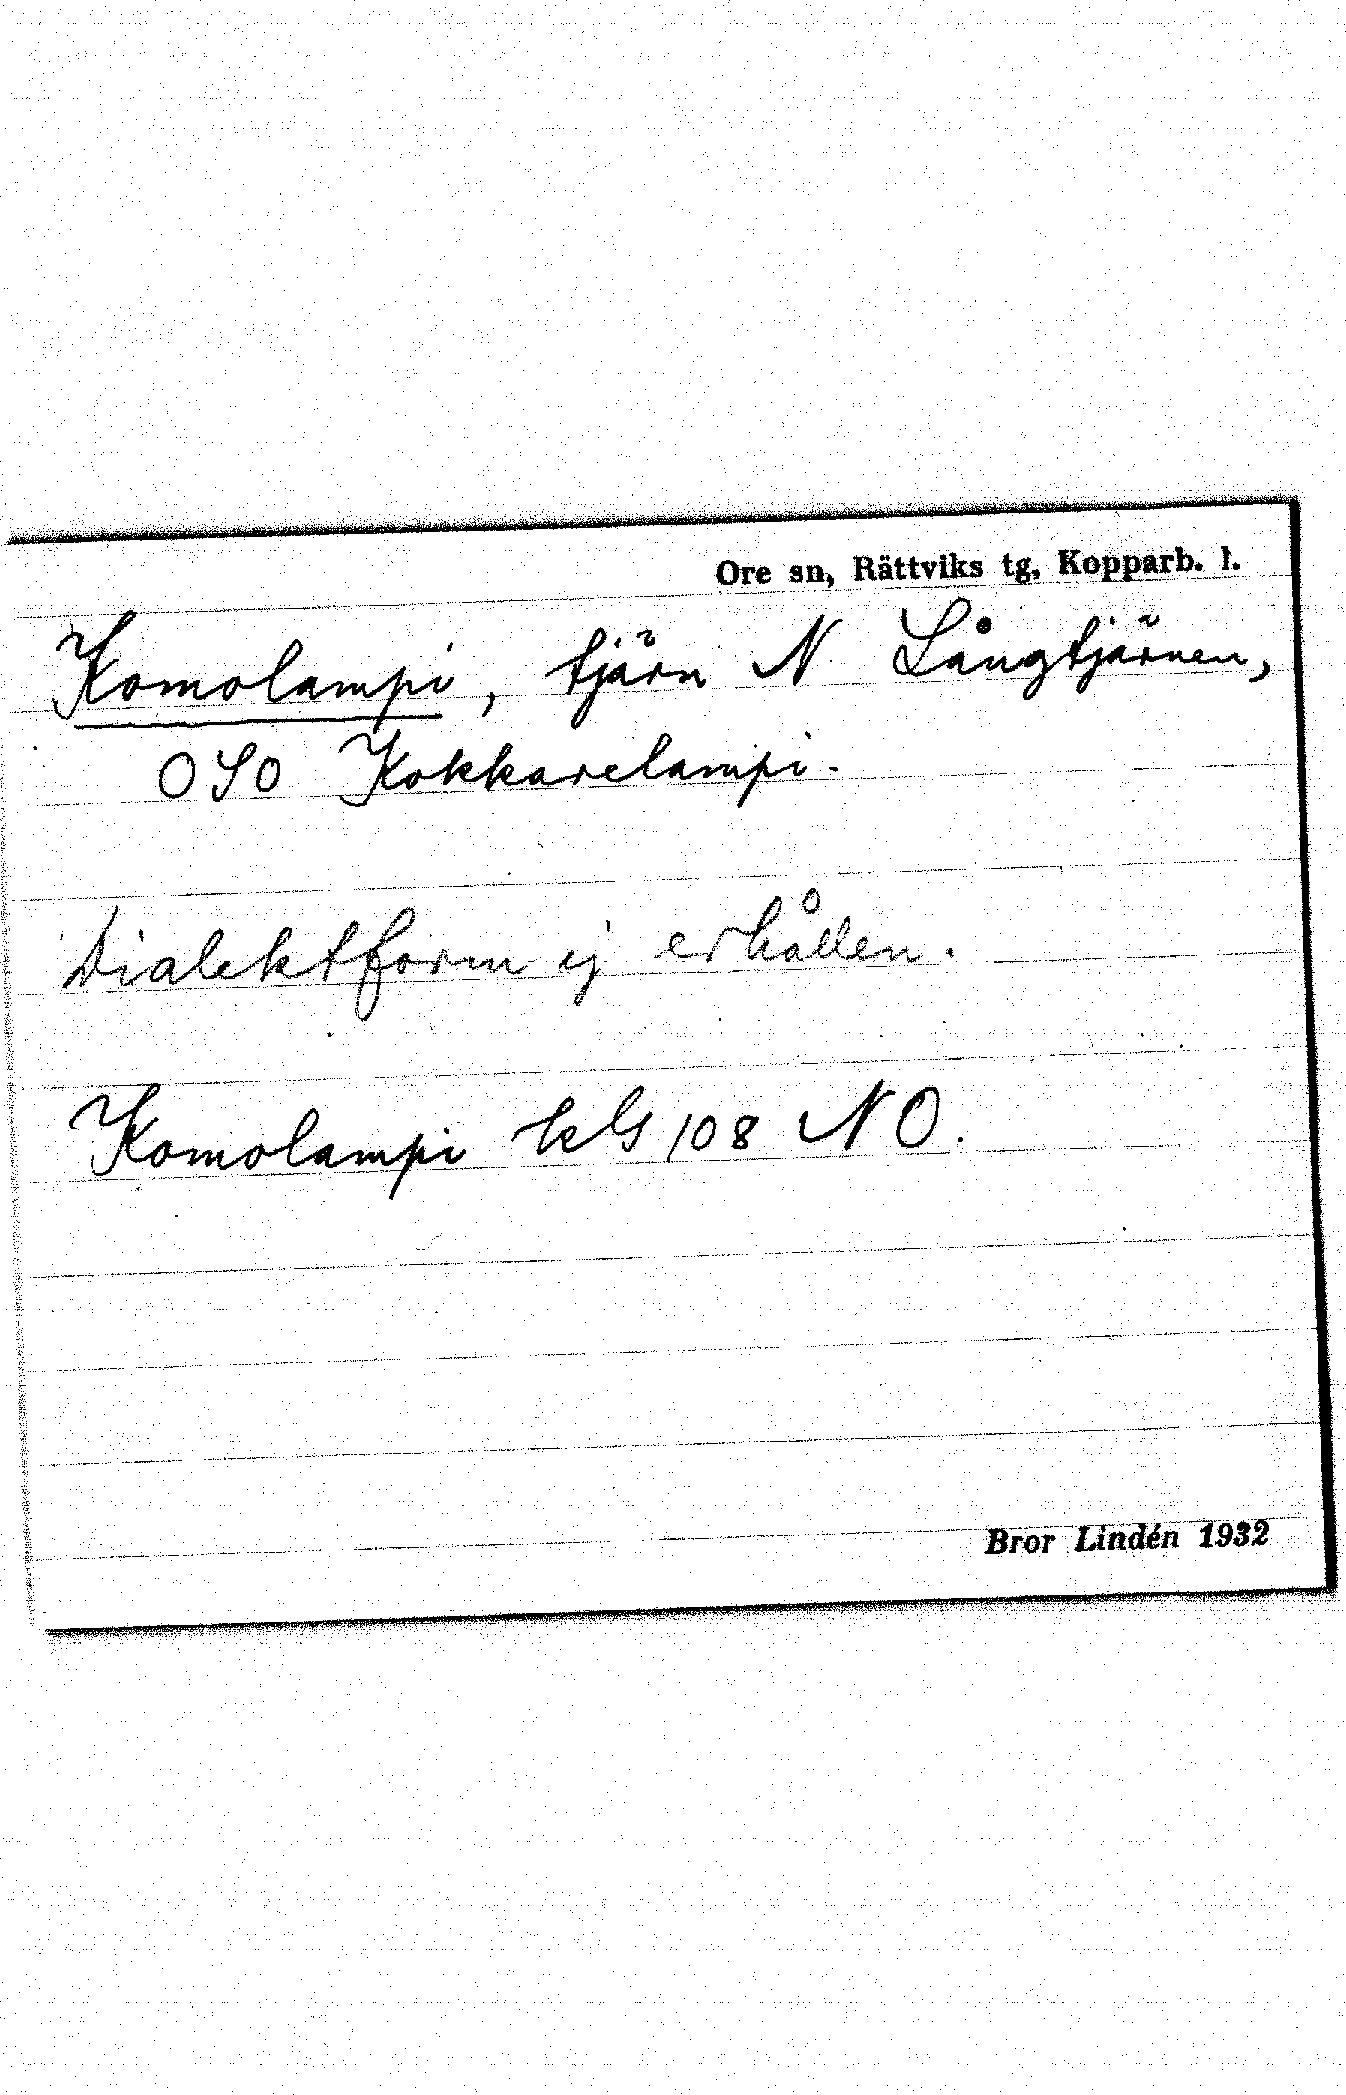 Ore sn, Rättviks tg, Kopparb. l.
Komolampi, tjärn N Långtjärnen,
OSO Kokkarelampi.
Dialektform ej erhållen.
Komolampi kbl 108 NO.
Bror Lindén 1932